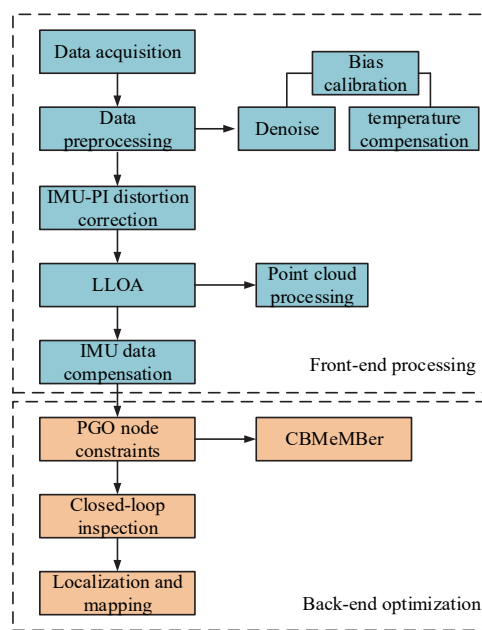 Data acquisition
Bias
calibration
Data
preprocessing
Denoise
temperature
compensation
IMU-PI distortion
correction
LLOA
Point cloud
processing
IMU data
compensation
Front-end processing
PGO node
constraints
CBMeMBer
Closed-loop
inspection
Localization and
mapping
Back-end optimization